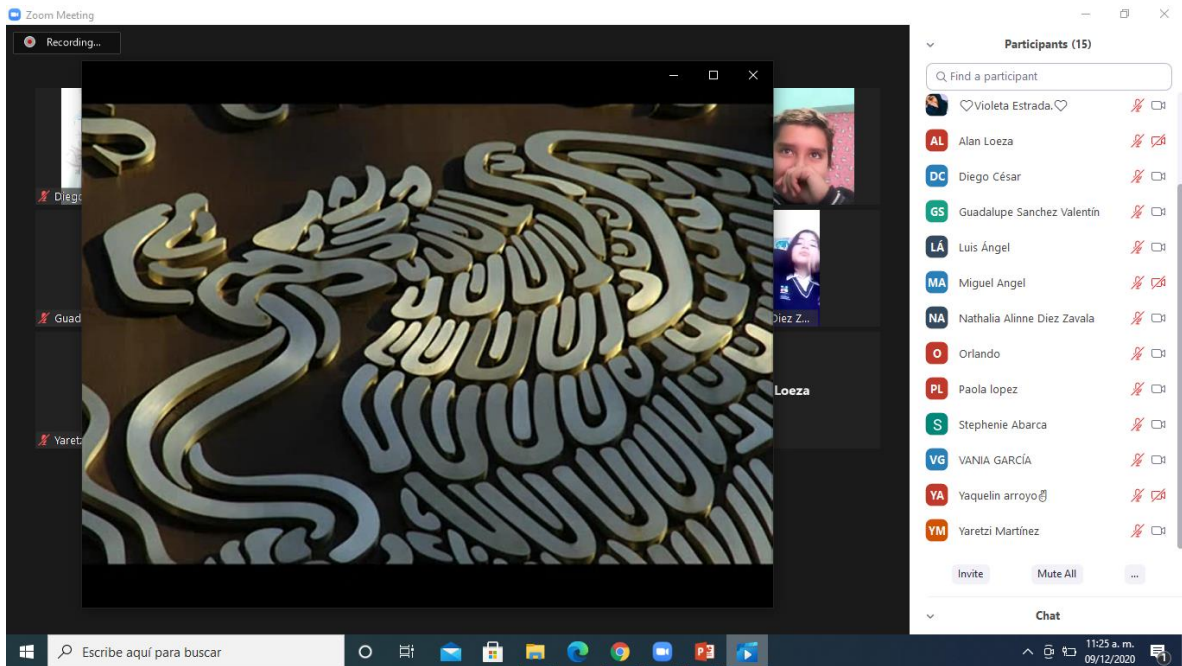 Zoom Meeting
Recording...
Participants (15)
Find a participant
♡Violeta Estrada.♡
AL Alan Loeza
DC Diego César
GS Guadalupe Sanchez Valentín
LÁ Luis Ángel
MA Miguel Angel
NA Nathalia Alinne Diez Zavala
O Orlando
PL Paola lopez
S Stephenie Abarca
VG VANIA GARCÍA
YA Yaquelin arroyo
YM Yaretzi Martínez
Invite Mute All ...
Chat
Diego
Guad
Diez Z...
Loeza
Yaretz
Escribe aquí para buscar
11:25 a. m.
09/12/2020